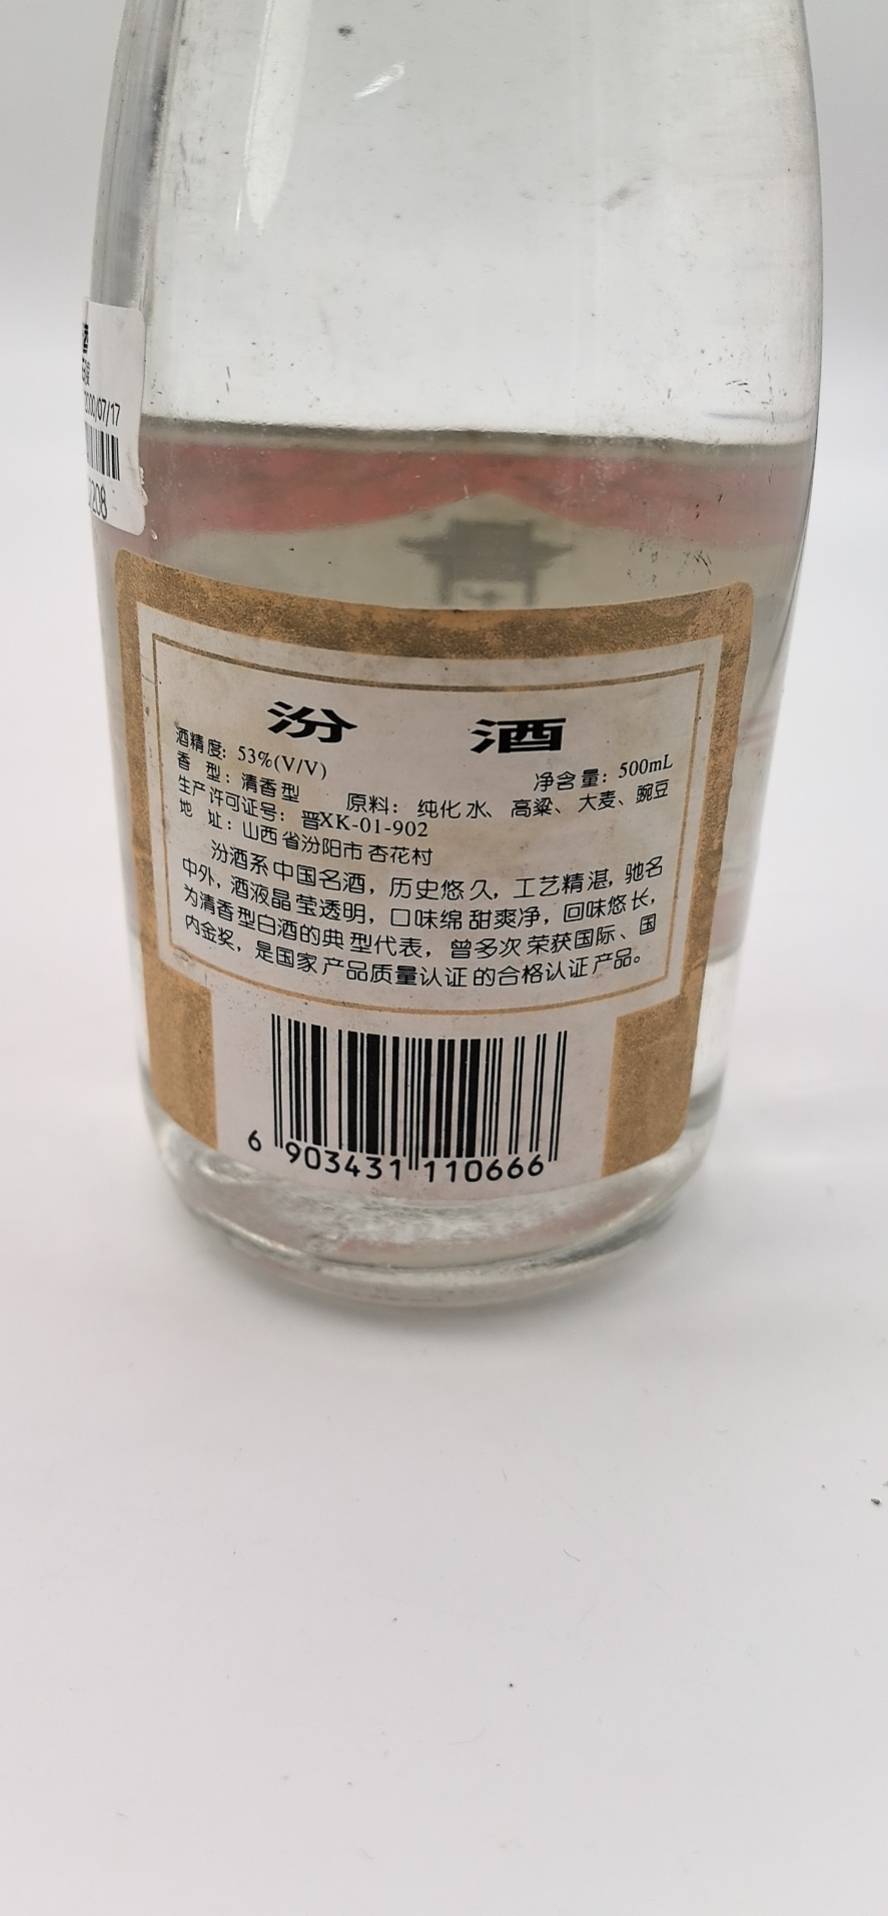 酒
2000/07/17
208
汾 酒
酒精度: 53%(V/V)
净含量: 500mL
香 型: 清香型 原料: 纯化水、高粱、大麦、豌豆
生产许可证号: 晋XK-01-902
地 址: 山西省汾阳市杏花村
汾酒系中国名酒，历史悠久，工艺精湛，驰名
中外，酒液晶莹透明，口味绵甜爽净，回味悠长，
为清香型白酒的典型代表，曾多次荣获国际、国
内金奖，是国家产品质量认证的合格认证产品。
6 903431 110666